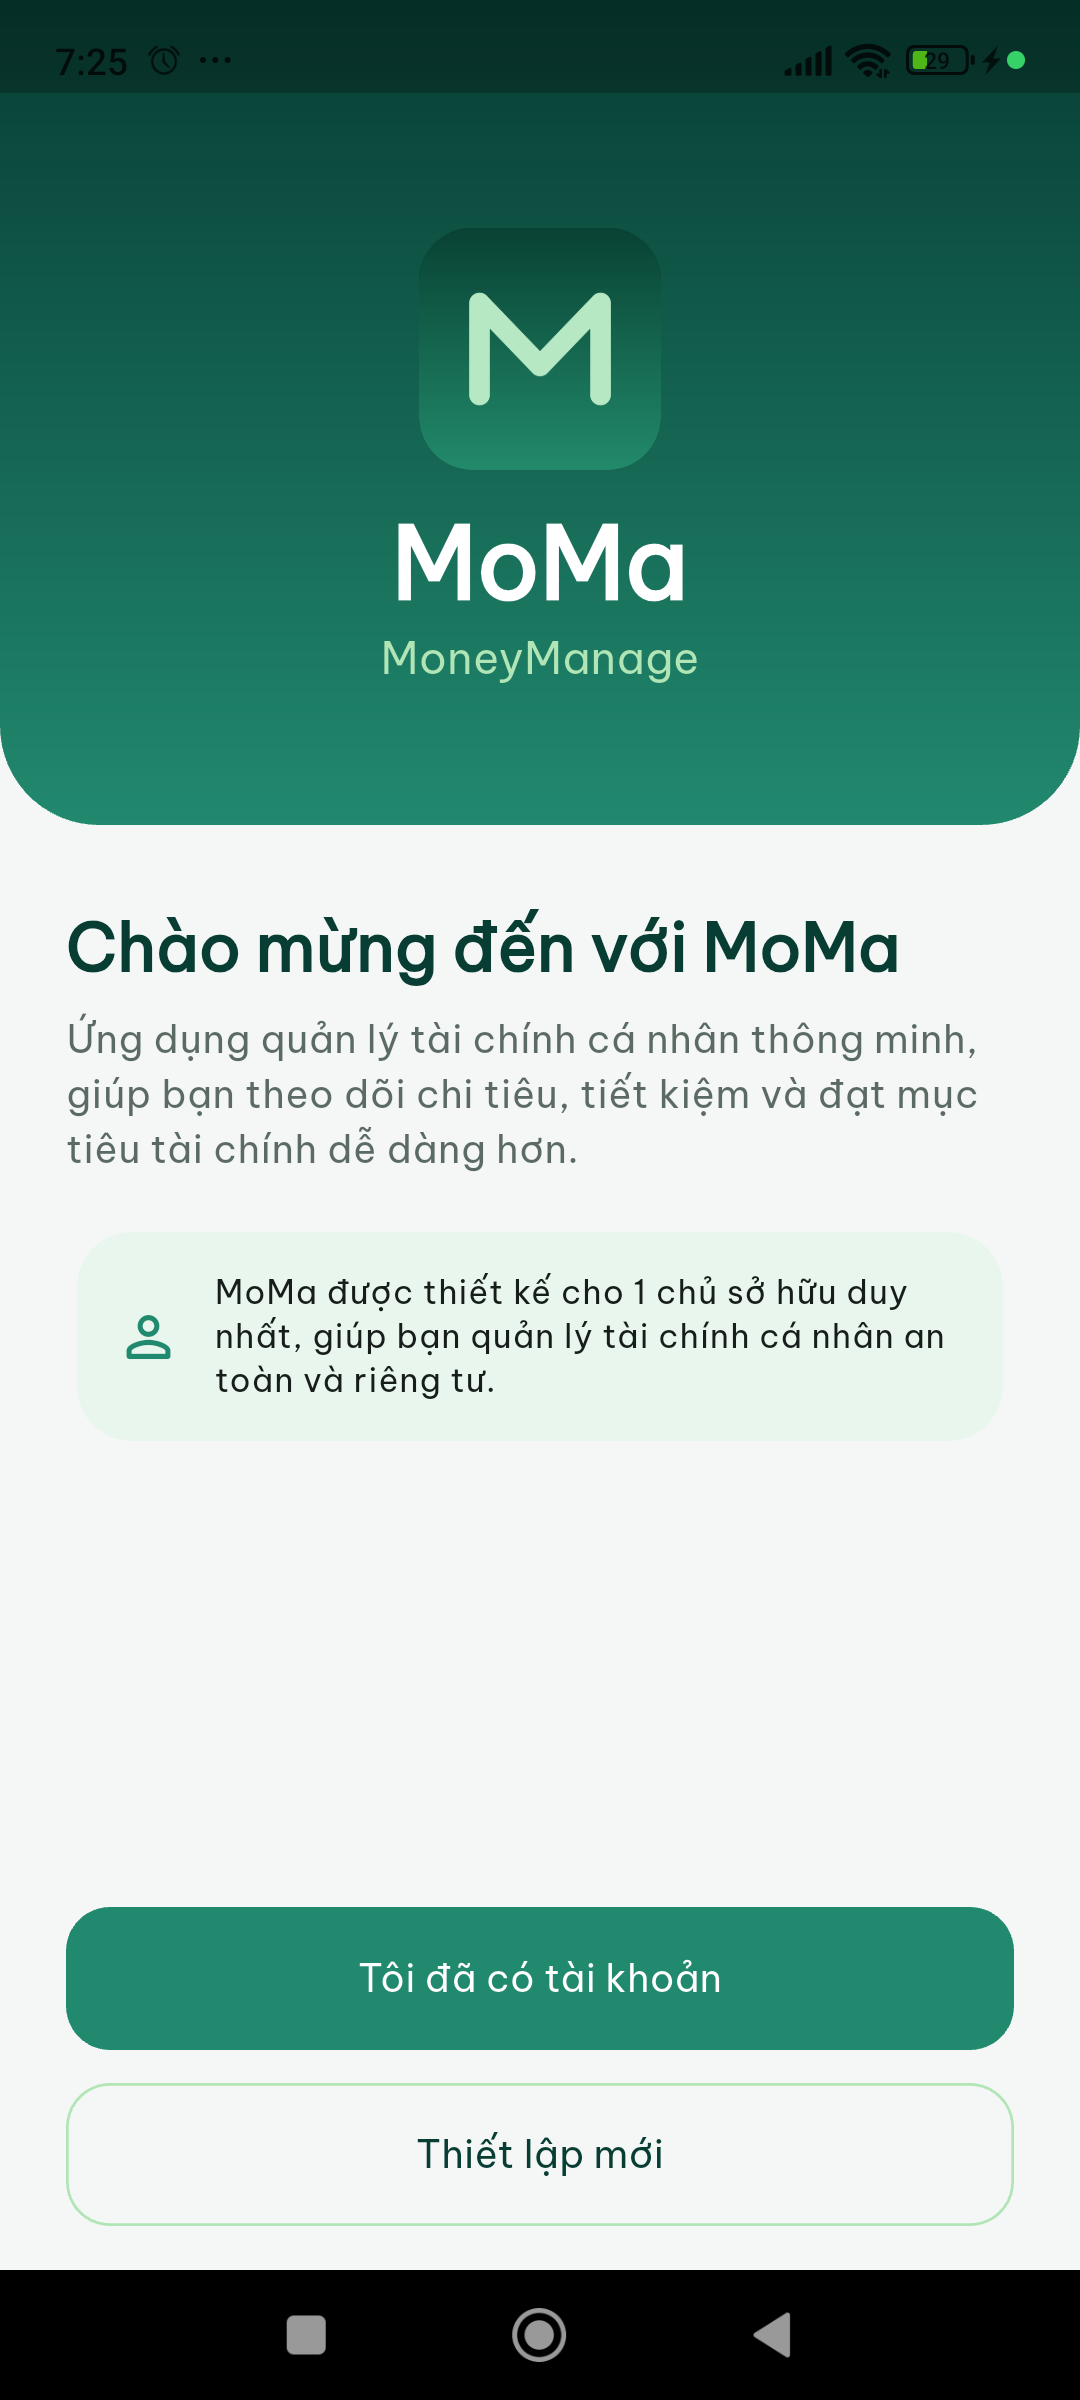 7:25
29
MoMa
MoneyManage
Chào mừng đến với MoMa
Ứng dụng quản lý tài chính cá nhân thông minh,
giúp bạn theo dõi chi tiêu, tiết kiệm và đạt mục
tiêu tài chính dễ dàng hơn.
MoMa được thiết kế cho 1 chủ sở hữu duy
nhất, giúp bạn quản lý tài chính cá nhân an
toàn và riêng tư.
Tôi đã có tài khoản
Thiết lập mới